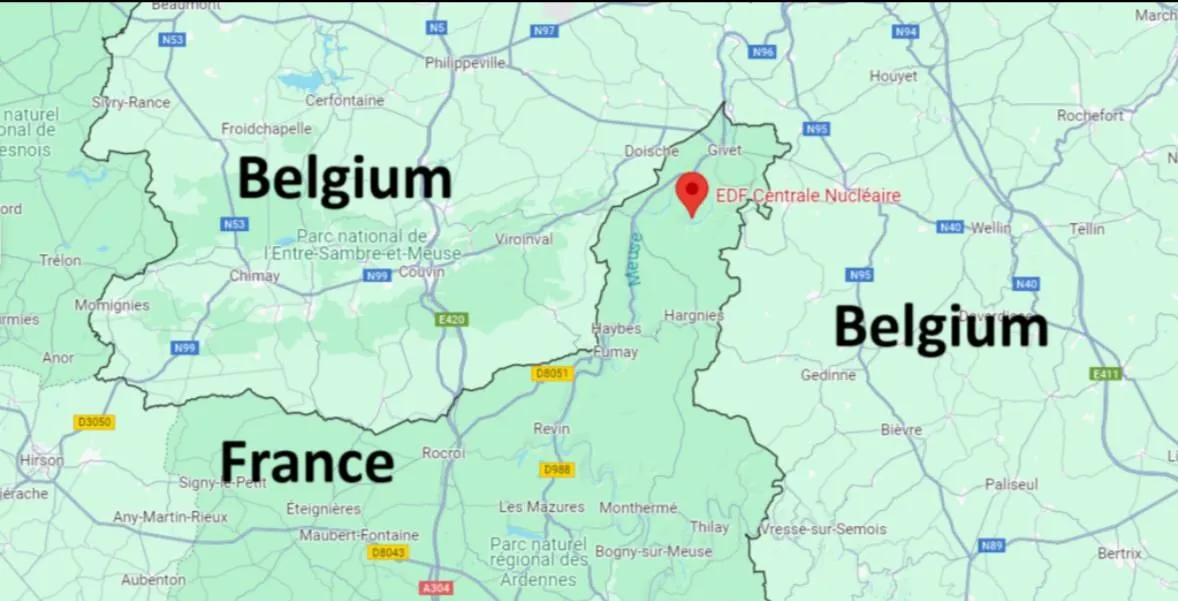 Beaumont
N53
N5
N97
N96
N94
March
Philippeville
Houyet
Sivry-Rance
Cerfontaine
Rochefort
naturel
onal de
esnois
Froidchapelle
N95
Doische
Givet
Belgium
EDF Centrale Nucléaire
ord
N53
Parc national de
l'Entre-Sambre-et-Meuse
Viroinval
Meuse
N40
Wellin
Tellin
Trélon
Chimay
N99
Couvin
N95
N40
Momignies
rmies
E420
Hargnies
Belgium
Haybes
Fumay
Anor
N99
D8051
Gedinne
E411
D3050
Revin
Bièvre
France
Rocroi
Hirson
D988
Signy-le-Petit
Paliseul
érache
Éteignières
Les Mazures
Monthermé
Any-Martin-Rieux
Maubert-Fontaine
Thilay
Vresse-sur-Semois
D8043
Parc naturel
régional des
Ardennes
Bogny-sur-Meuse
N89
Bertrix
Aubenton
A304